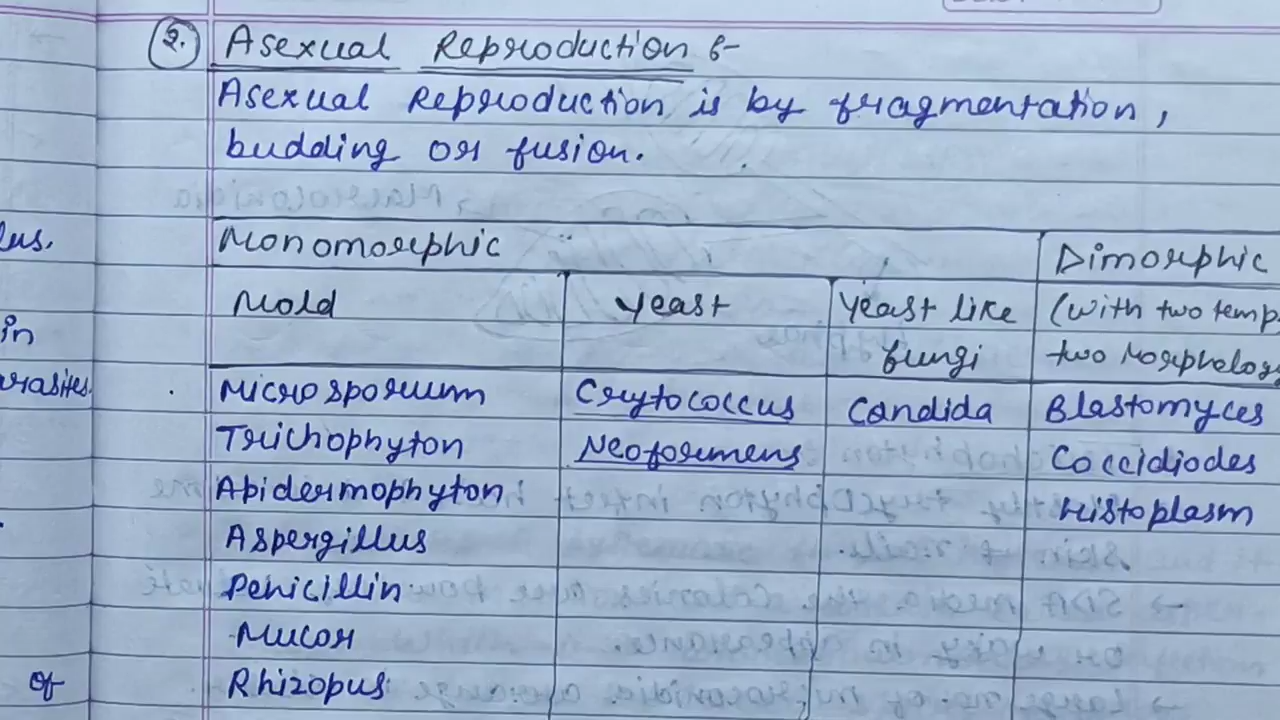 2. Asexual Reproduction :-
Asexual Reproduction is by fragmentation,
budding or fusion.
lus.
Monomorphic Dimorphic
Mold Yeast Yeast like (with two temp.
in fungi two Morphology
rasites. Microsporum Crytococcus Candida Blastomyces
Trichophyton Neoformens Coccidiodes
Apidermophyton Histoplasm
Aspergillus
Penicillin
Mucor
of Rhizopus